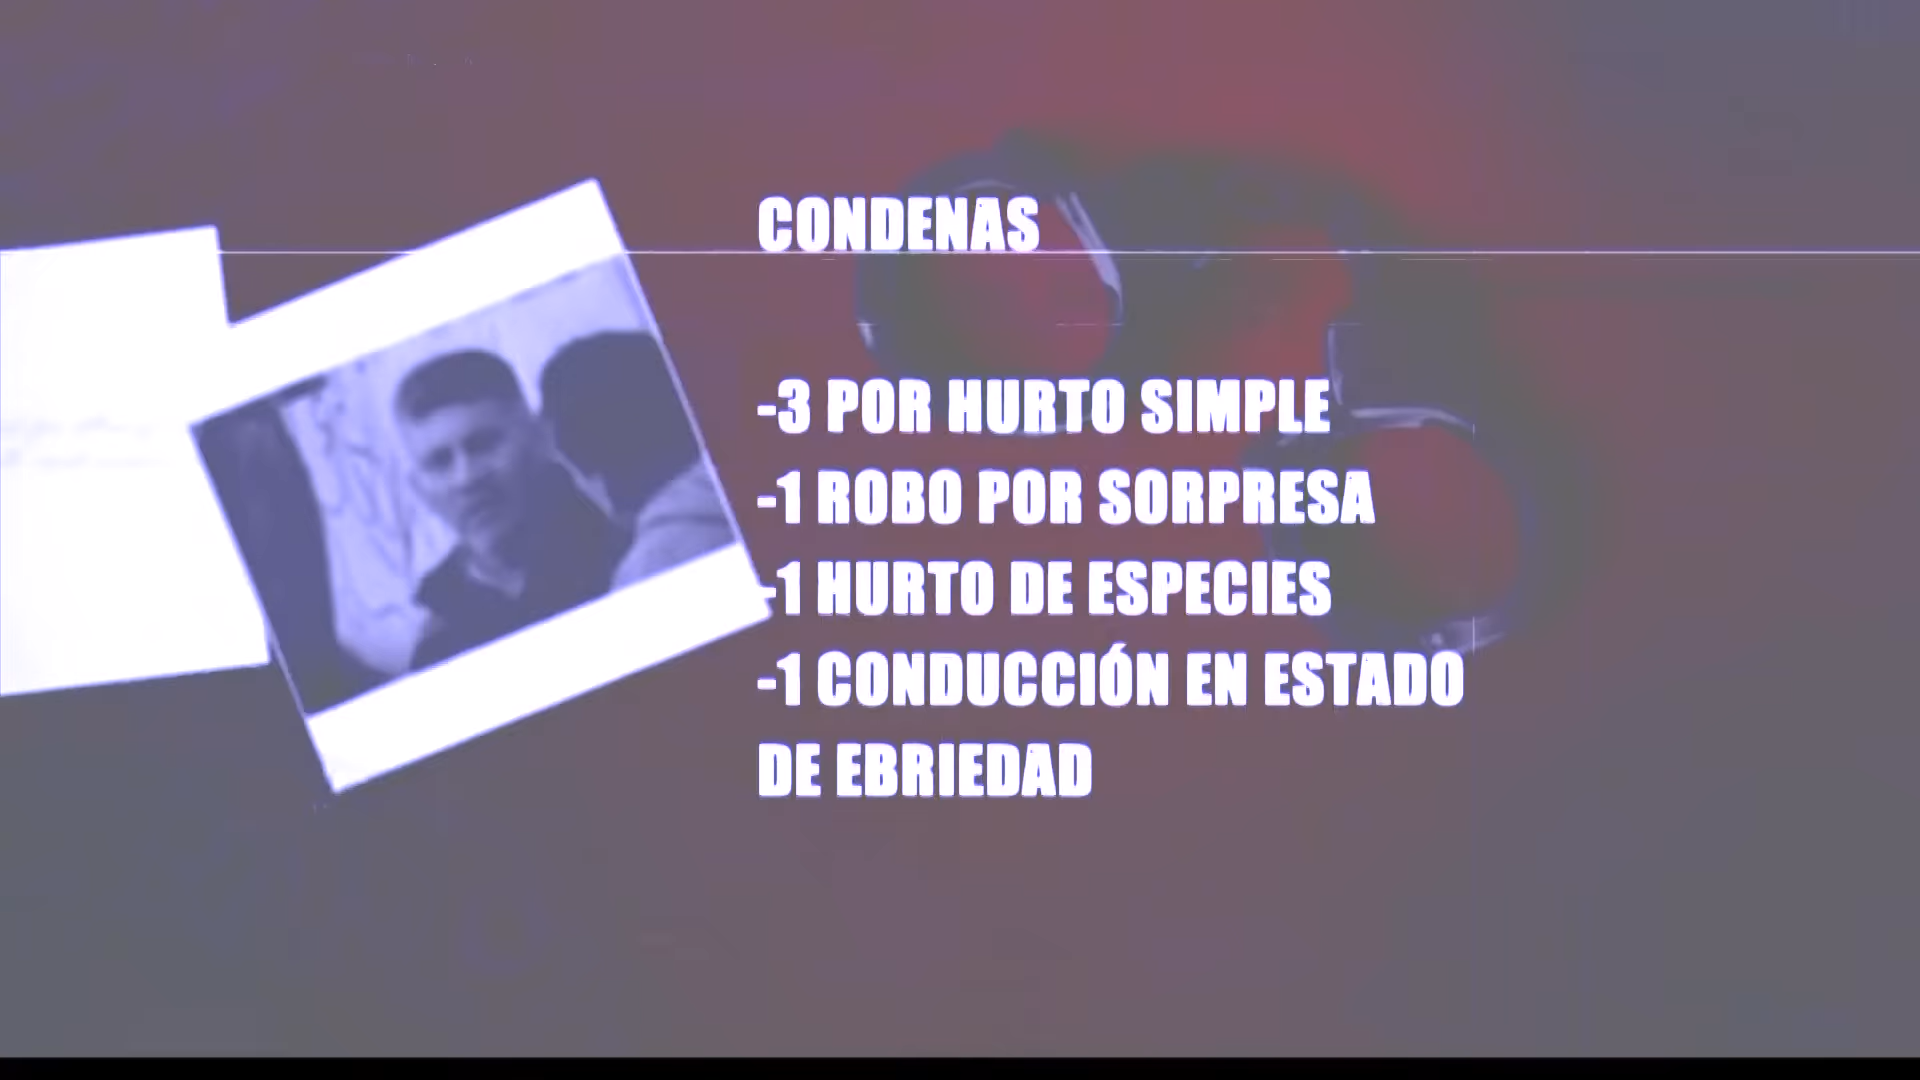 CONDENAS
-3 POR HURTO SIMPLE
-1 ROBO POR SORPRESA
-1 HURTO DE ESPECIES
-1 CONDUCCIÓN EN ESTADO
DE EBRIEDAD